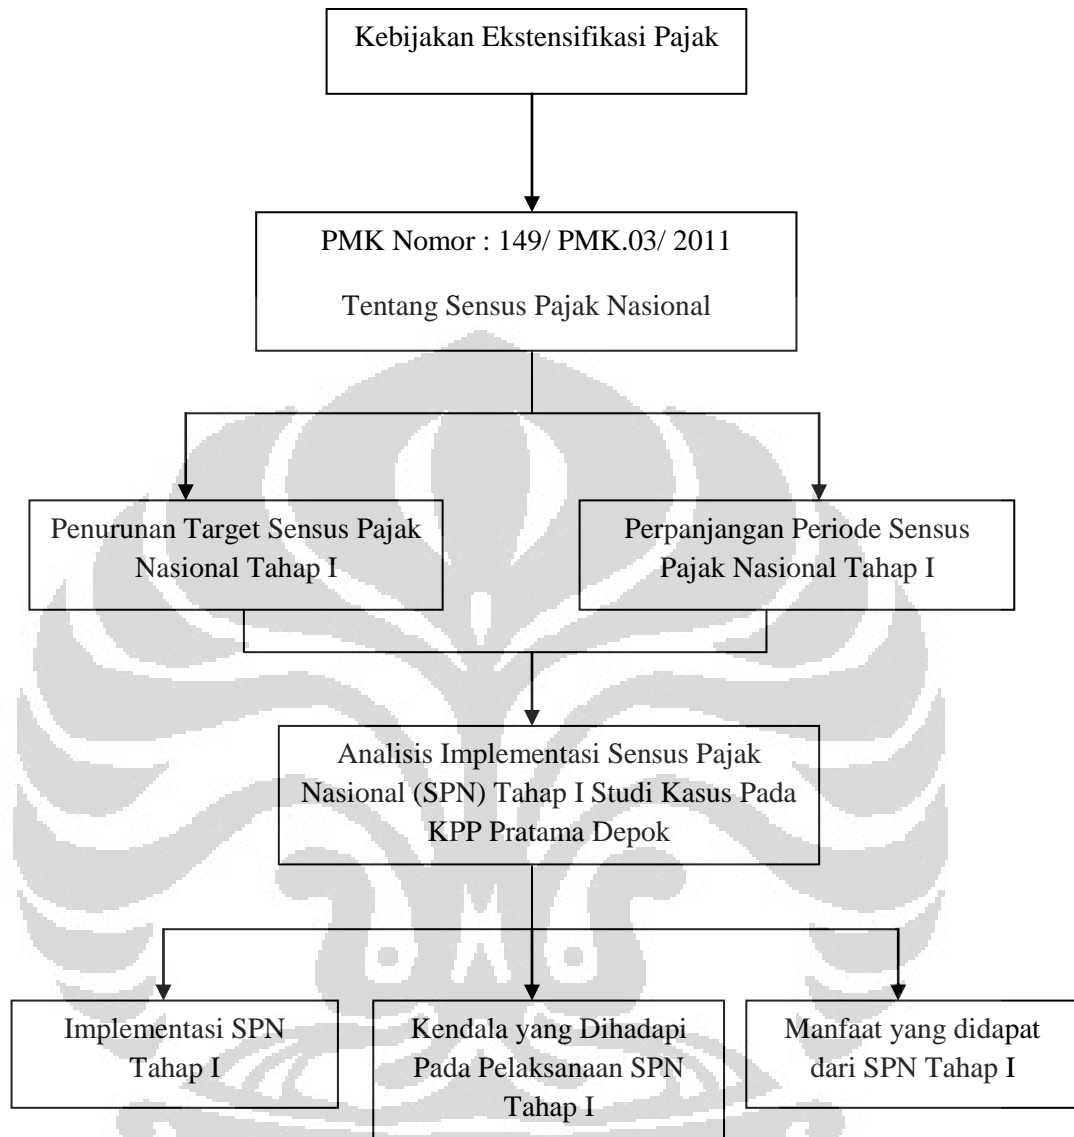 Kebijakan Ekstensifikasi Pajak
PMK Nomor : 149/ PMK.03/ 2011
Tentang Sensus Pajak Nasional
Penurunan Target Sensus Pajak
Nasional Tahap I
Perpanjangan Periode Sensus
Pajak Nasional Tahap I
Analisis Implementasi Sensus Pajak
Nasional (SPN) Tahap I Studi Kasus Pada
KPP Pratama Depok
Implementasi SPN
Tahap I
Kendala yang Dihadapi
Pada Pelaksanaan SPN
Tahap I
Manfaat yang didapat
dari SPN Tahap I